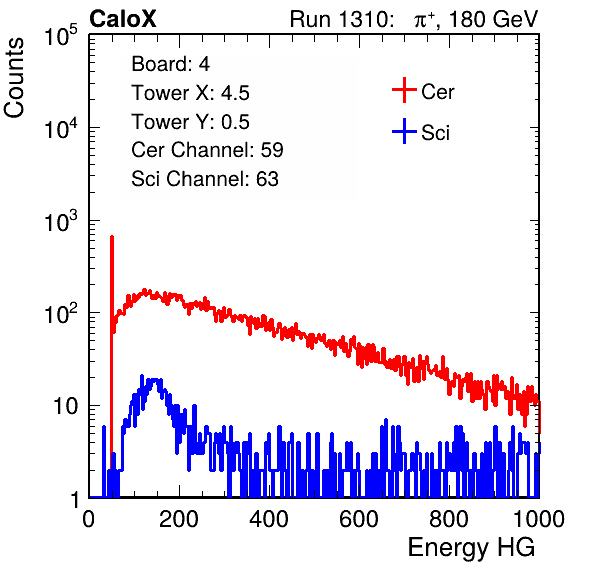 CaloX Run 1310: π⁺, 180 GeV
Counts
10⁵
10⁴
10³
10²
10
1
Board: 4
Tower X: 4.5
Tower Y: 0.5
Cer Channel: 59
Sci Channel: 63
Cer
Sci
0 200 400 600 800 1000
Energy HG